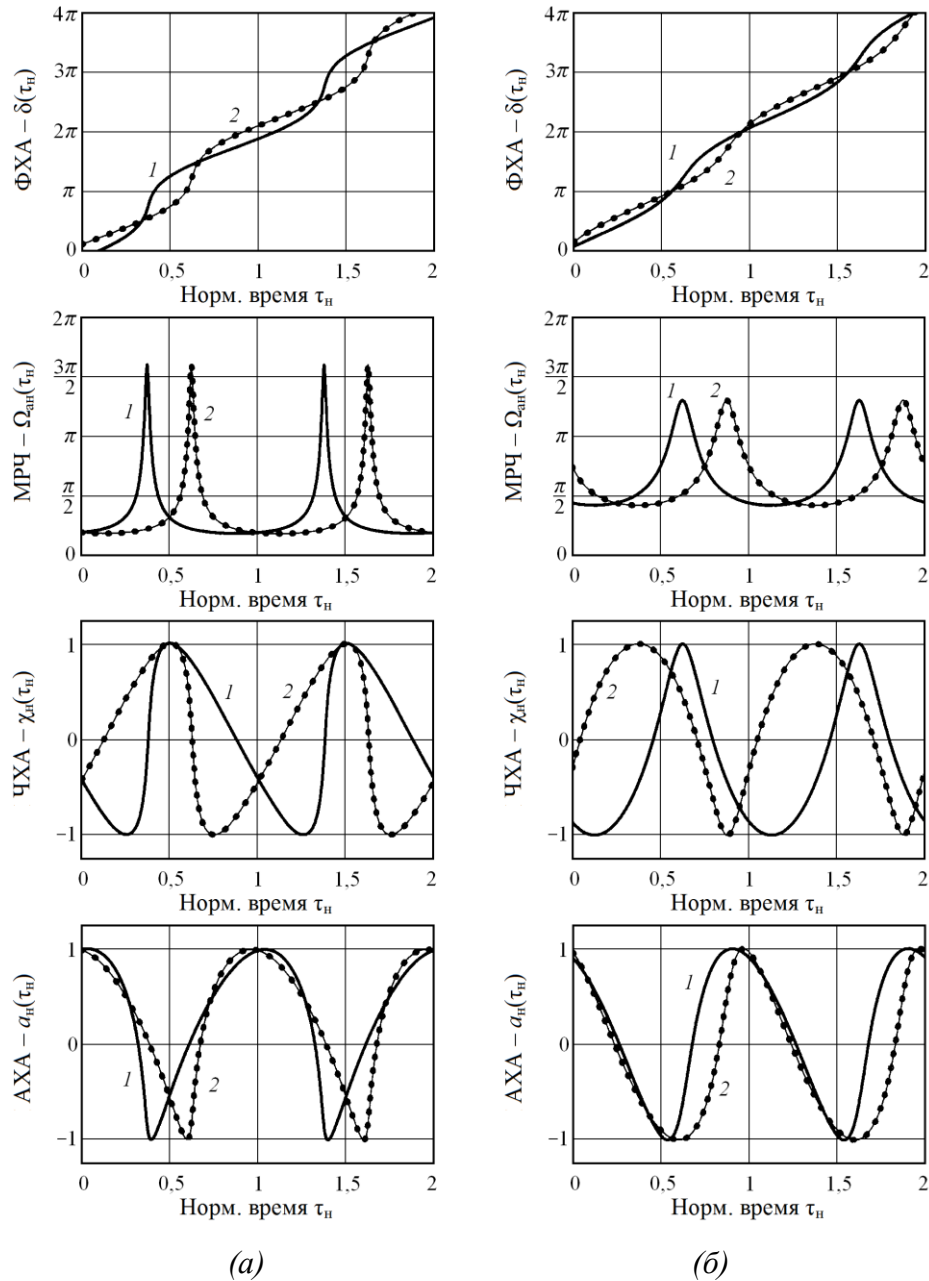 4π
3π
2π
π
0
ФХА – δ(τн)
1
2
0
0,5
1
1,5
2
Норм. время τн
4π
3π
2π
π
0
ФХА – δ(τн)
1
2
0
0,5
1
1,5
2
Норм. время τн
2π
3π
2
π
π
2
0
МРЧ – Ωан(τн)
1
2
0
0,5
1
1,5
2
Норм. время τн
2π
3π
2
π
π
2
0
МРЧ – Ωан(τн)
1
2
0
0,5
1
1,5
2
Норм. время τн
1
0
−1
ЧХА – χн(τн)
1
2
0
0,5
1
1,5
2
Норм. время τн
1
0
−1
ЧХА – χн(τн)
2
1
0
0,5
1
1,5
2
Норм. время τн
1
0
−1
АХА – aн(τн)
1
2
0
0,5
1
1,5
2
Норм. время τн
1
0
−1
АХА – aн(τн)
1
2
0
0,5
1
1,5
2
Норм. время τн
(а)
(б)